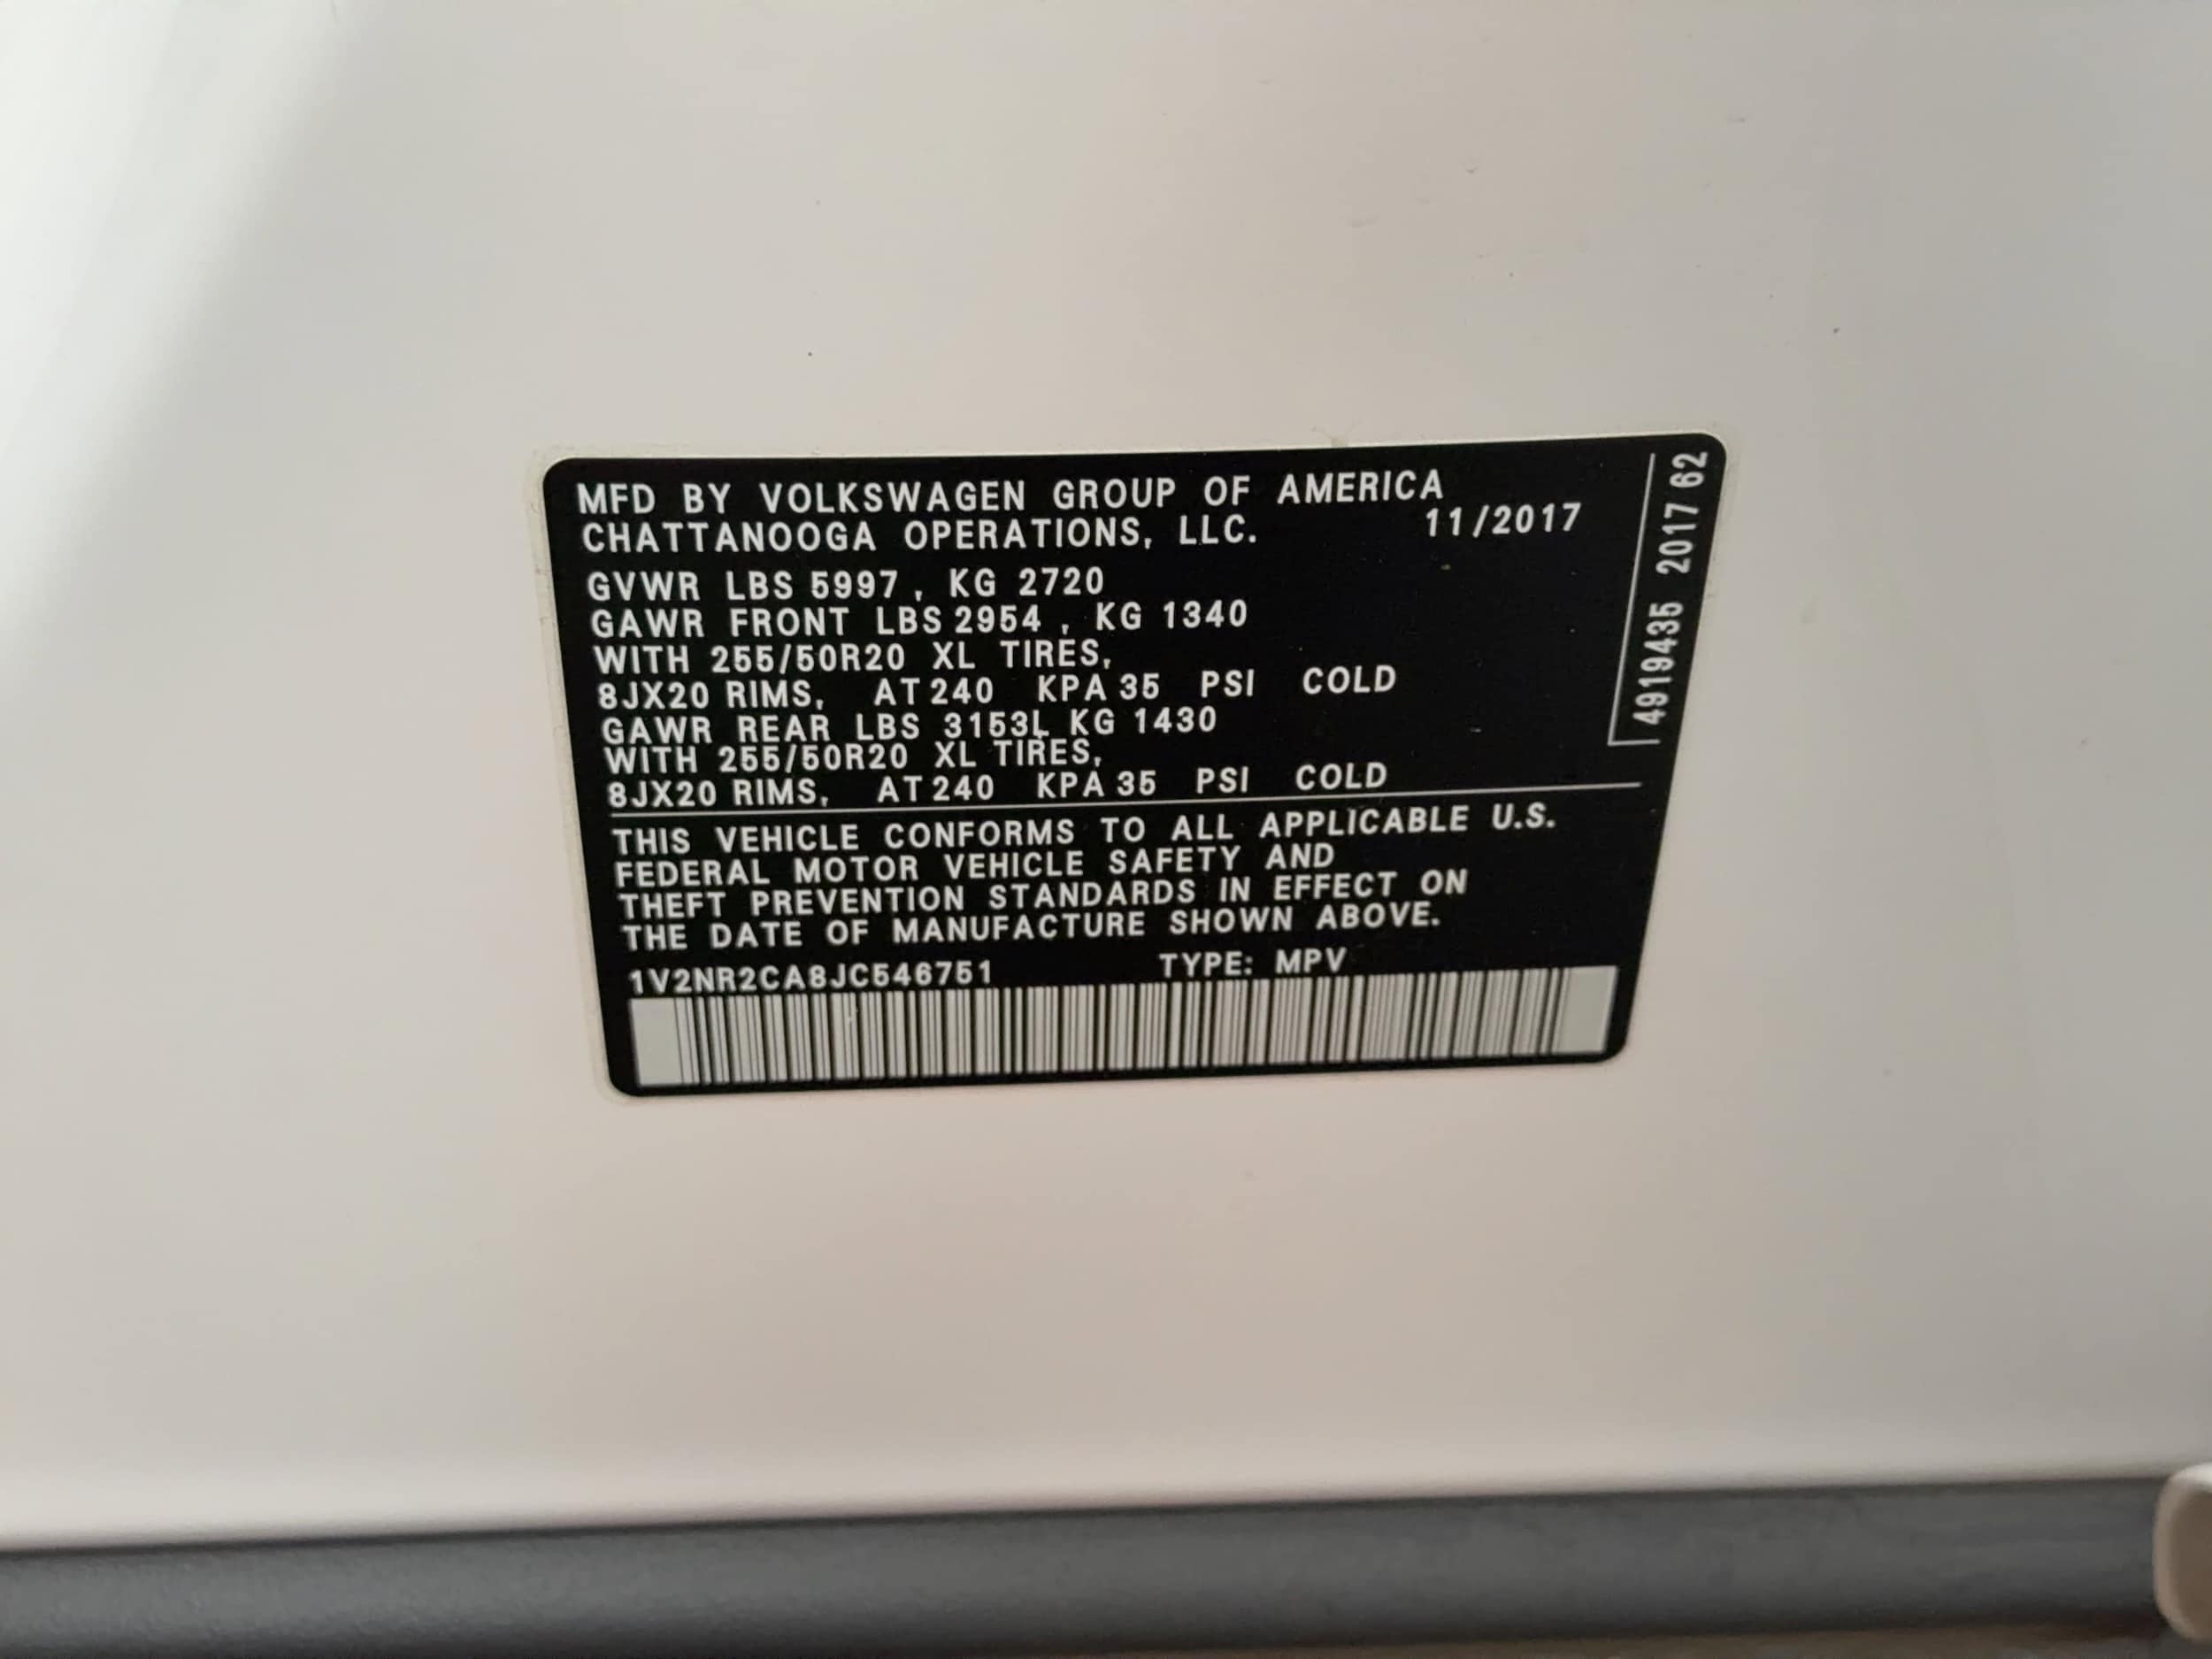 MFD BY VOLKSWAGEN GROUP OF AMERICA
CHATTANOOGA OPERATIONS, LLC. 11/2017
GVWR LBS 5997 , KG 2720
GAWR FRONT LBS 2954 , KG 1340
WITH 255/50R20 XL TIRES,
8JX20 RIMS, AT 240 KPA 35 PSI COLD
GAWR REAR LBS 3153L KG 1430
WITH 255/50R20 XL TIRES,
8JX20 RIMS, AT 240 KPA 35 PSI COLD
THIS VEHICLE CONFORMS TO ALL APPLICABLE U.S.
FEDERAL MOTOR VEHICLE SAFETY AND
THEFT PREVENTION STANDARDS IN EFFECT ON
THE DATE OF MANUFACTURE SHOWN ABOVE.
1V2NR2CA8JC546751 TYPE: MPV
4919435 2017 62